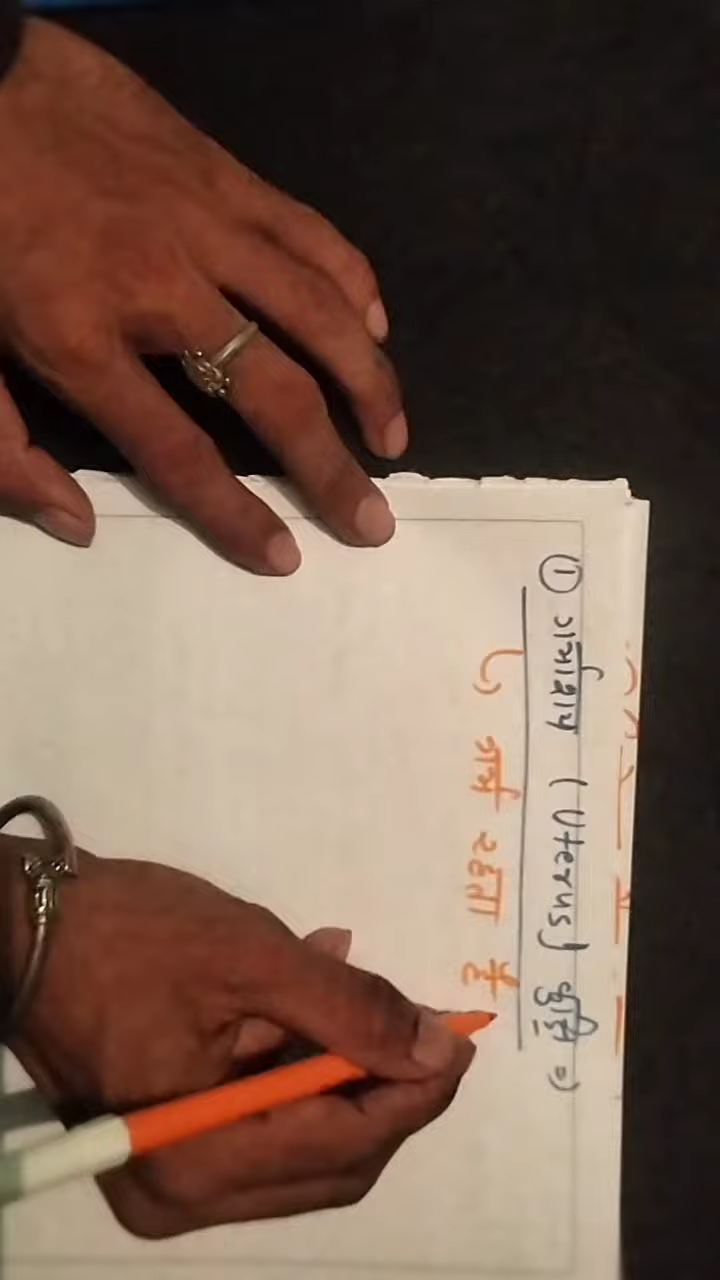 ① गर्भाशय (Uterus) वृद्धि ⇒
↳ गर्भ रहता है